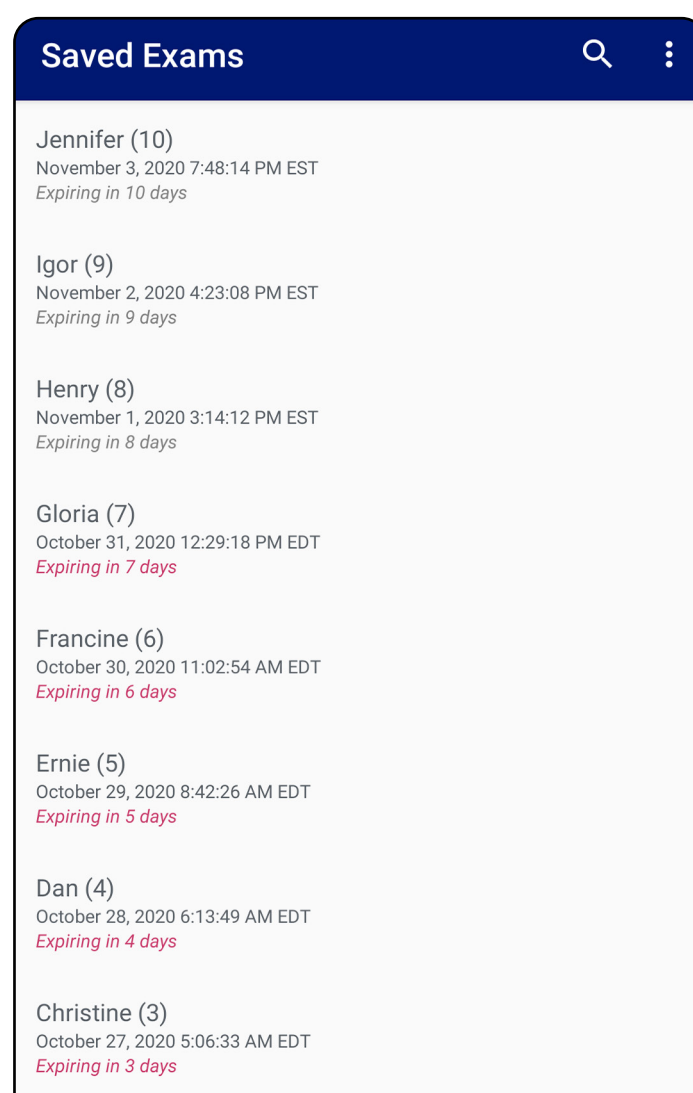 Saved Exams
Jennifer (10)
November 3, 2020 7:48:14 PM EST
Expiring in 10 days
Igor (9)
November 2, 2020 4:23:08 PM EST
Expiring in 9 days
Henry (8)
November 1, 2020 3:14:12 PM EST
Expiring in 8 days
Gloria (7)
October 31, 2020 12:29:18 PM EDT
Expiring in 7 days
Francine (6)
October 30, 2020 11:02:54 AM EDT
Expiring in 6 days
Ernie (5)
October 29, 2020 8:42:26 AM EDT
Expiring in 5 days
Dan (4)
October 28, 2020 6:13:49 AM EDT
Expiring in 4 days
Christine (3)
October 27, 2020 5:06:33 AM EDT
Expiring in 3 days